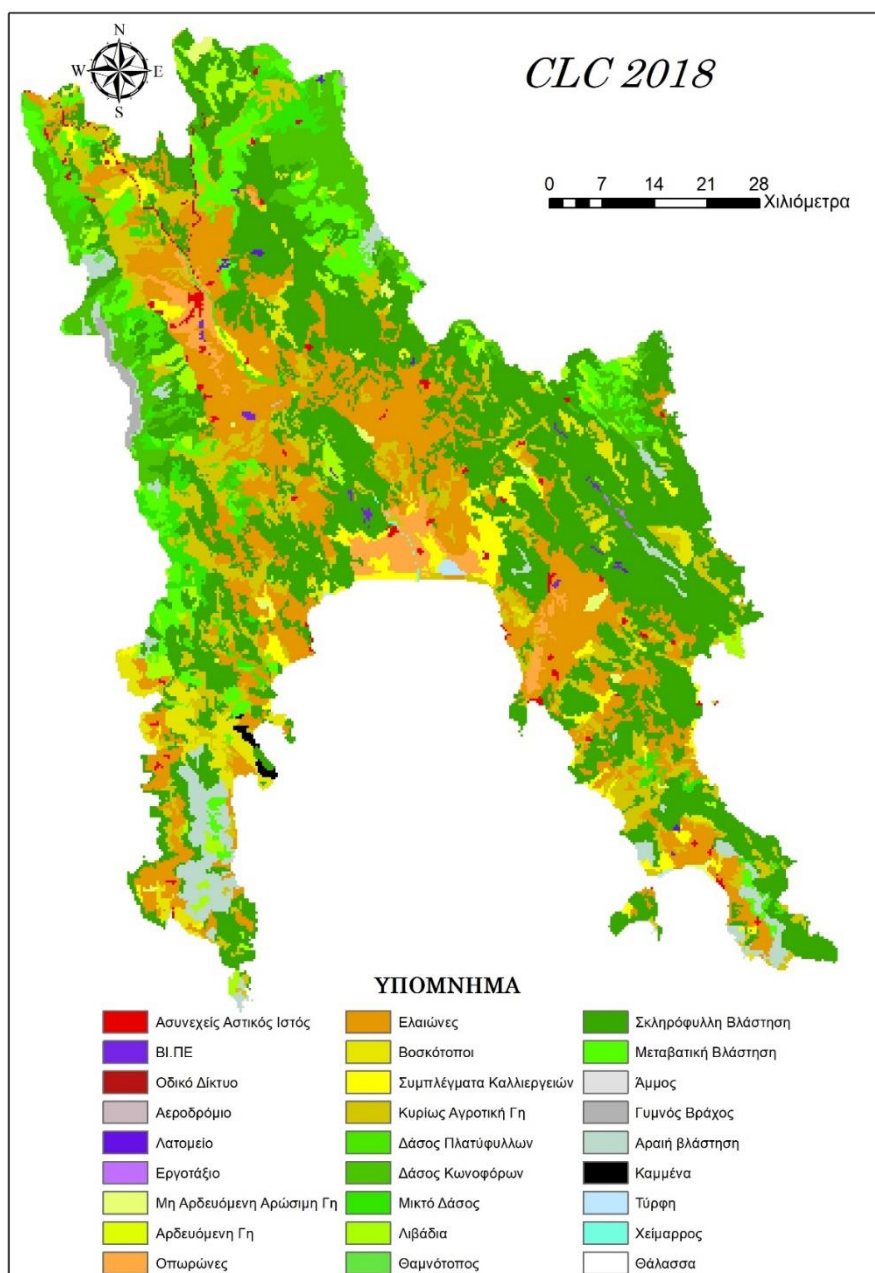 N
W E
S
CLC 2018
0 7 14 21 28
Χιλιόμετρα
ΥΠΟΜΝΗΜΑ
Ασυνεχείς Αστικός Ιστός
ΒΙ.ΠΕ
Οδικό Δίκτυο
Αεροδρόμιο
Λατομείο
Εργοτάξιο
Μη Αρδευόμενη Αρώσιμη Γη
Αρδευόμενη Γη
Οπωρώνες
Ελαιώνες
Βοσκότοποι
Συμπλέγματα Καλλιεργειών
Κυρίως Αγροτική Γη
Δάσος Πλατύφυλλων
Δάσος Κωνοφόρων
Μικτό Δάσος
Λιβάδια
Θαμνότοπος
Σκληρόφυλλη Βλάστηση
Μεταβατική Βλάστηση
Άμμος
Γυμνός Βράχος
Αραιή βλάστηση
Καμμένα
Τύρφη
Χείμαρρος
Θάλασσα